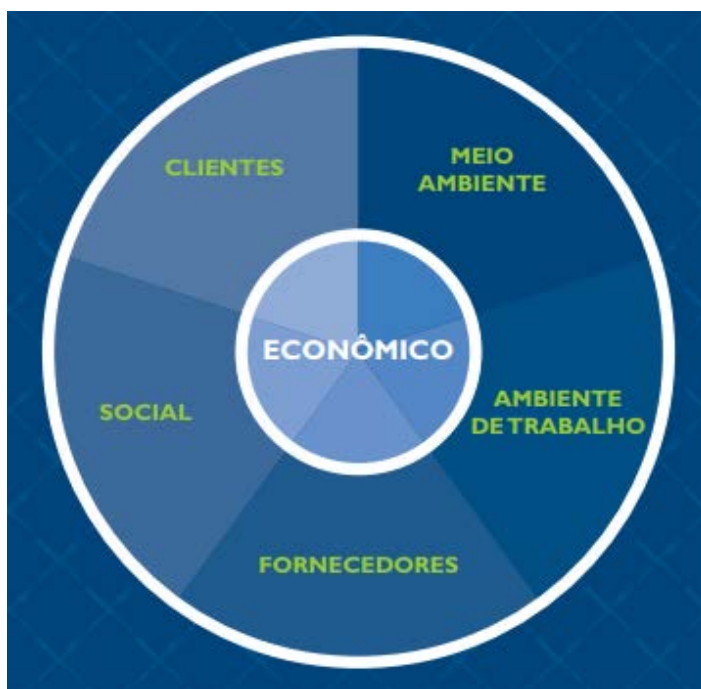 CLIENTES
MEIO
AMBIENTE
ECONÔMICO
SOCIAL
AMBIENTE
DE TRABALHO
FORNECEDORES